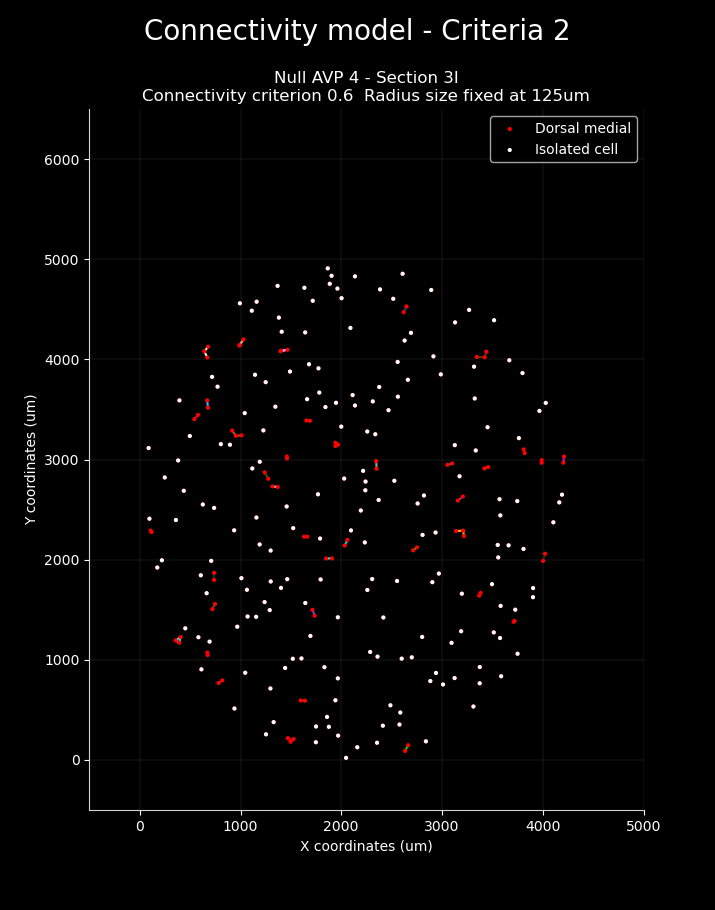 Connectivity model - Criteria 2
Null AVP 4 - Section 3l
Connectivity criterion 0.6  Radius size fixed at 125um
Dorsal medial
Isolated cell
6000
5000
4000
3000
2000
1000
0
Y coordinates (um)
0 1000 2000 3000 4000 5000
X coordinates (um)